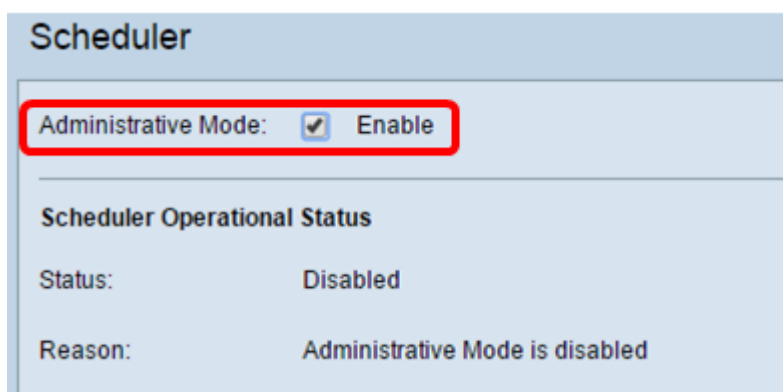 Scheduler
Administrative Mode: Enable
Scheduler Operational Status
Status: Disabled
Reason: Administrative Mode is disabled